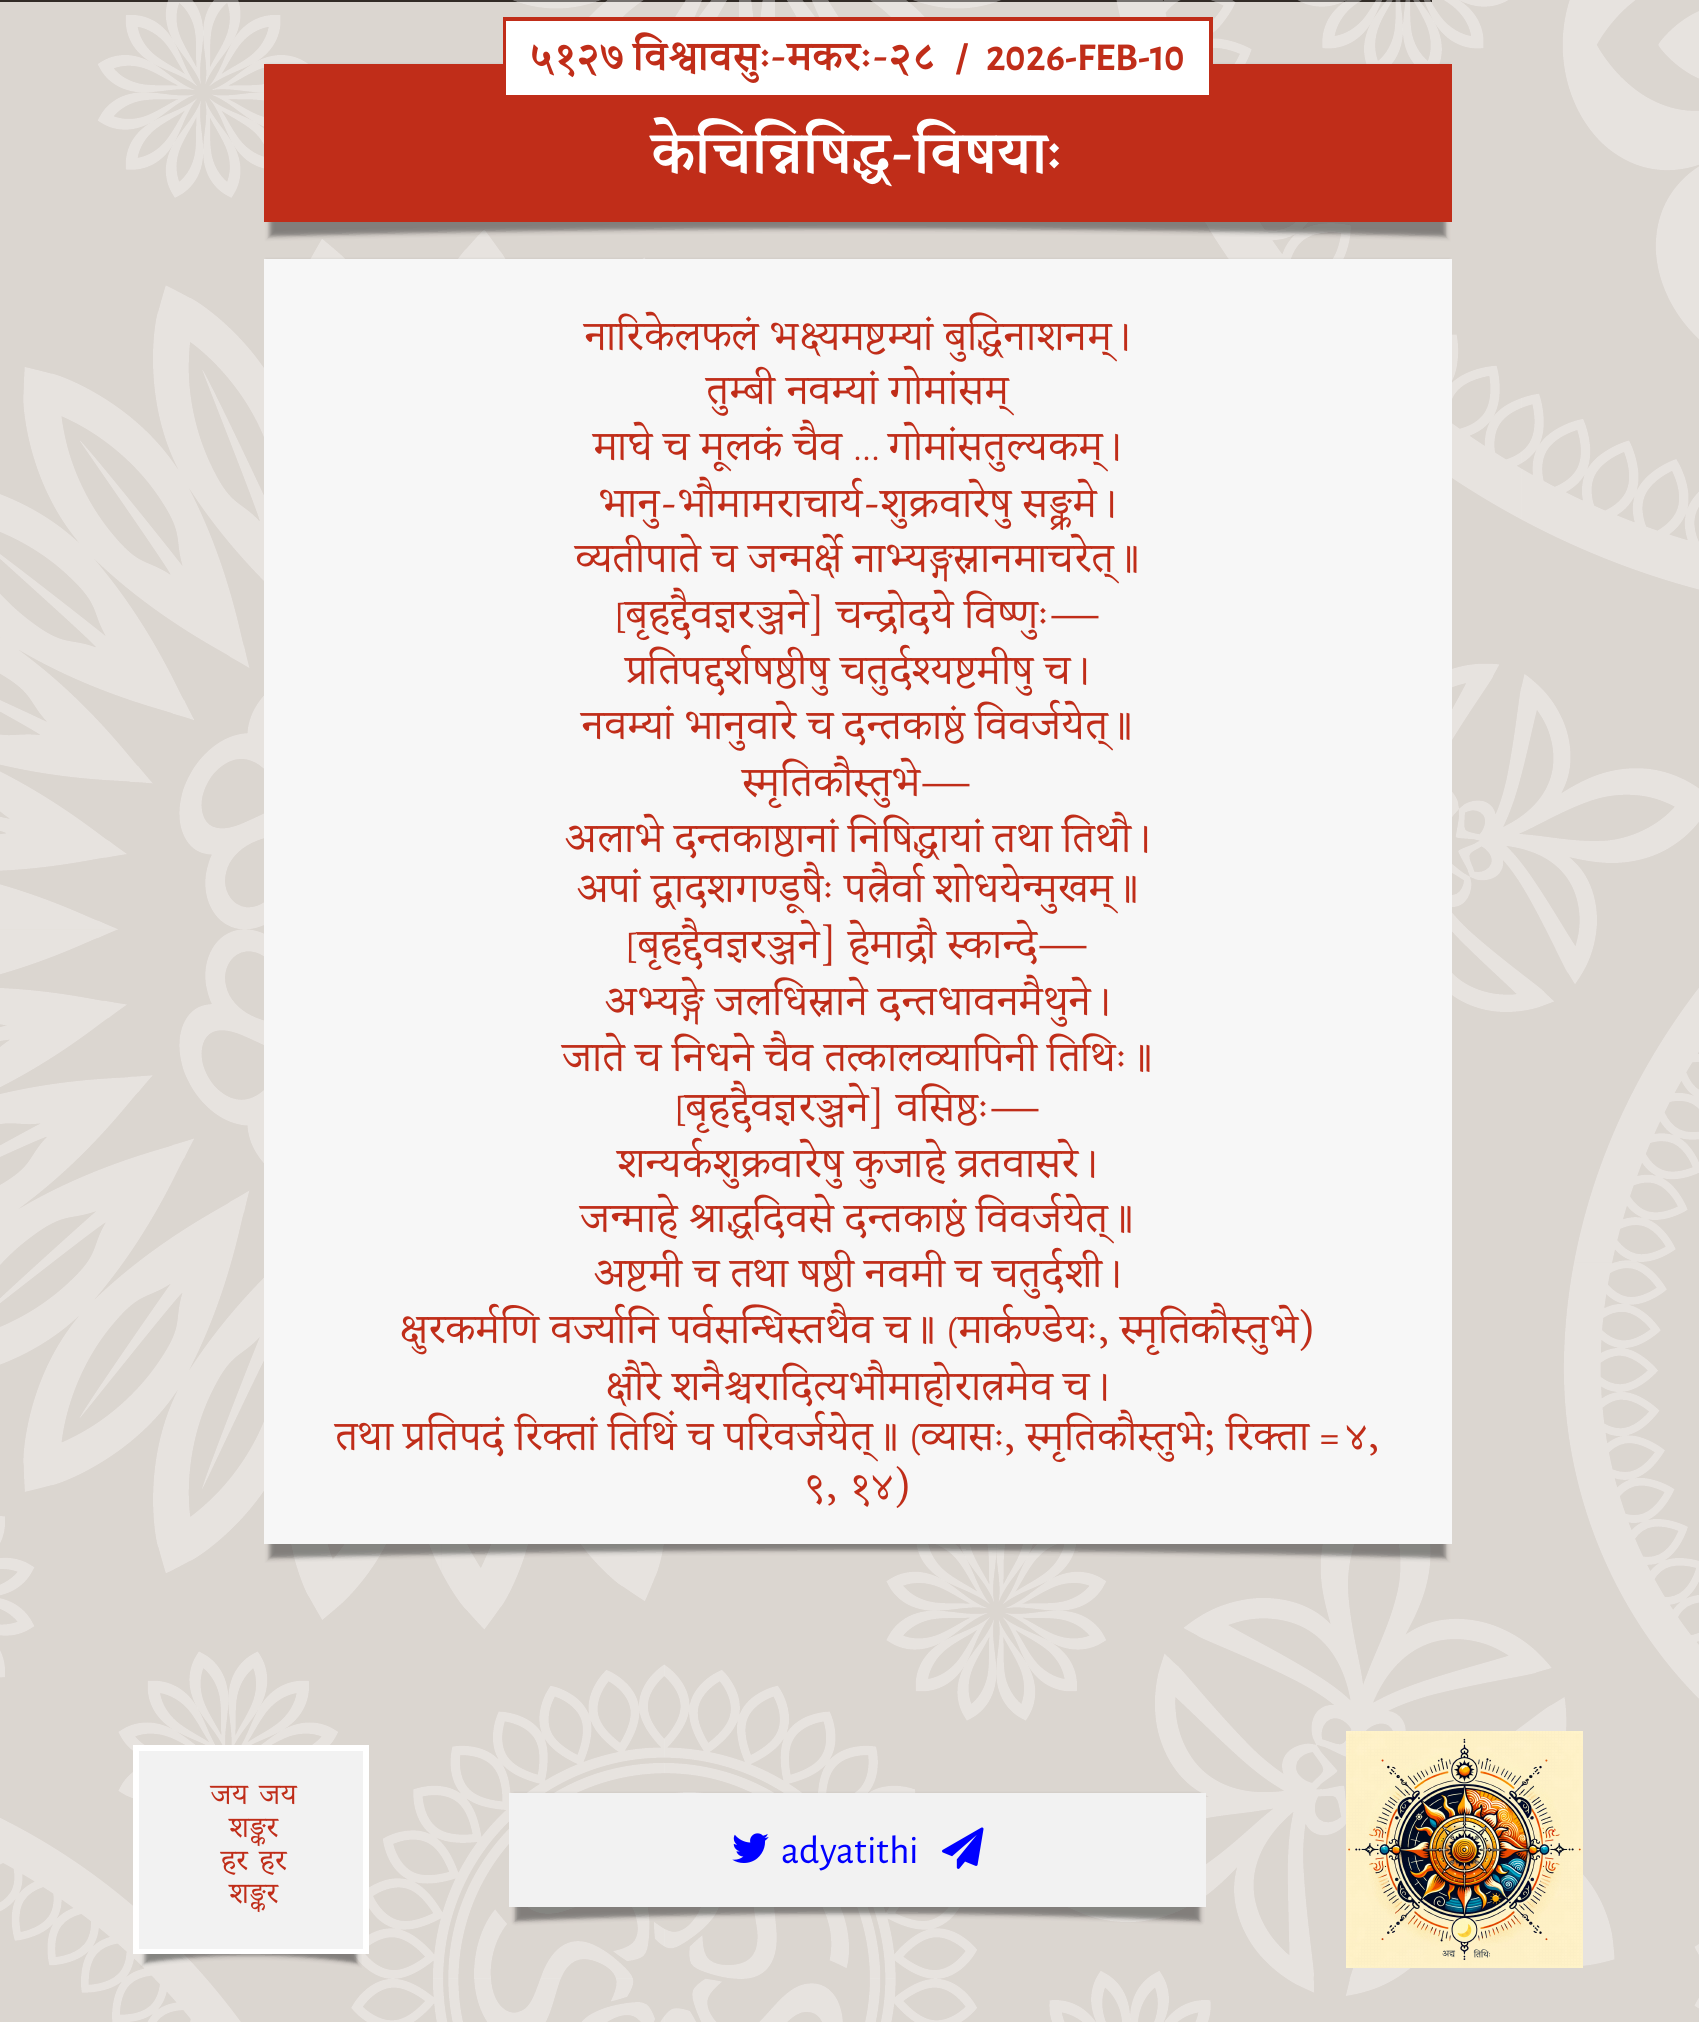 ५१२७ विश्वावसुः-मकरः-२८ / 2026-FEB-10
केचिन्निषिद्ध-विषयाः
नारिकेलफलं भक्ष्यमष्टम्यां बुद्धिनाशनम्।
तुम्बी नवम्यां गोमांसम्
माघे च मूलकं चैव … गोमांसतुल्यकम्।
भानु-भौमामराचार्य-शुक्रवारेषु सङ्क्रमे।
व्यतीपाते च जन्मर्क्षे नाभ्यङ्गस्नानमाचरेत्॥
[बृहद्दैवज्ञरञ्जने] चन्द्रोदये विष्णुः—
प्रतिपद्दर्शषष्ठीषु चतुर्दश्यष्टमीषु च।
नवम्यां भानुवारे च दन्तकाष्ठं विवर्जयेत्॥
स्मृतिकौस्तुभे—
अलाभे दन्तकाष्ठानां निषिद्धायां तथा तिथौ।
अपां द्वादशगण्डूषैः पत्रैर्वा शोधयेन्मुखम्॥
[बृहद्दैवज्ञरञ्जने] हेमाद्रौ स्कान्दे—
अभ्यङ्गे जलधिस्नाने दन्तधावनमैथुने।
जाते च निधने चैव तत्कालव्यापिनी तिथिः॥
[बृहद्दैवज्ञरञ्जने] वसिष्ठः—
शन्यर्कशुक्रवारेषु कुजाहे व्रतवासरे।
जन्माहे श्राद्धदिवसे दन्तकाष्ठं विवर्जयेत्॥
अष्टमी च तथा षष्ठी नवमी च चतुर्दशी।
क्षुरकर्मणि वर्ज्यानि पर्वसन्धिस्तथैव च॥ (मार्कण्डेयः, स्मृतिकौस्तुभे)
क्षौरे शनैश्चरादित्यभौमाहोरात्रमेव च।
तथा प्रतिपदं रिक्तां तिथिं च परिवर्जयेत्॥ (व्यासः, स्मृतिकौस्तुभे; रिक्ता = ४,
९, १४)
जय जय
शङ्कर
हर हर
शङ्कर
adyatithi
अद्य तिथिः